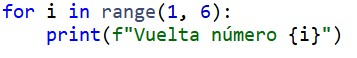 for i in range(1, 6):
    print(f"Vuelta número {i}")